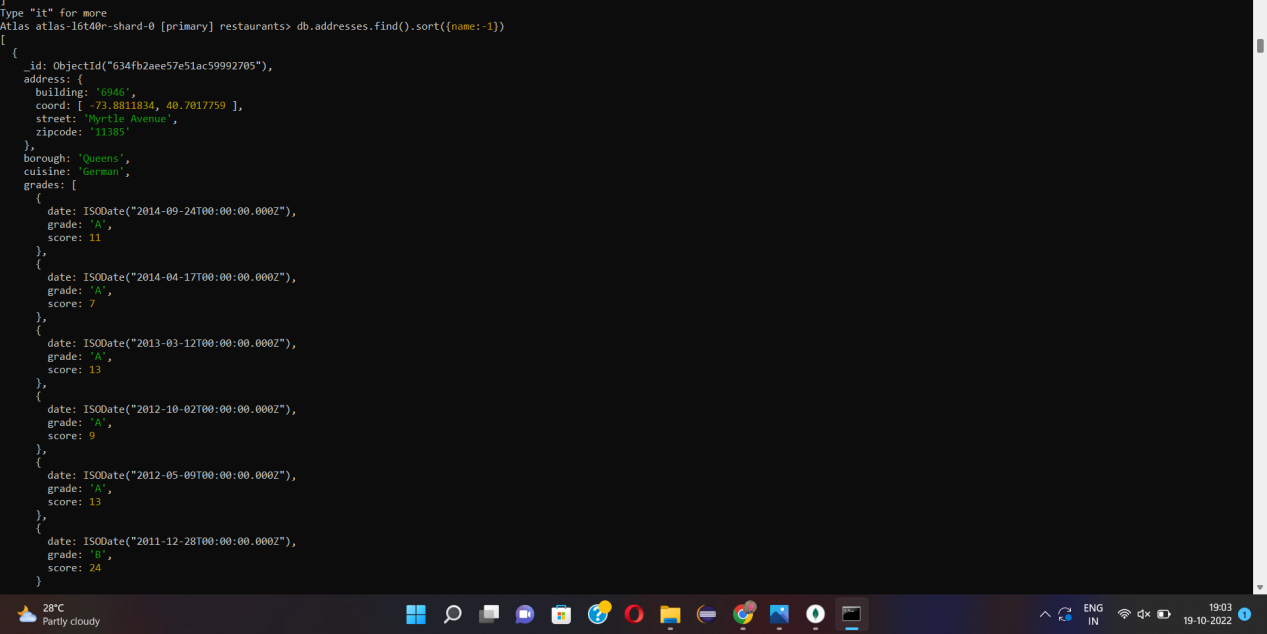 ]
Type "it" for more
Atlas atlas-l6t40r-shard-0 [primary] restaurants> db.addresses.find().sort({name:-1})
[
  {
    _id: ObjectId("634fb2aee57e51ac59992705"),
    address: {
      building: '6946',
      coord: [ -73.8811834, 40.7017759 ],
      street: 'Myrtle Avenue',
      zipcode: '11385'
    },
    borough: 'Queens',
    cuisine: 'German',
    grades: [
      {
        date: ISODate("2014-09-24T00:00:00.000Z"),
        grade: 'A',
        score: 11
      },
      {
        date: ISODate("2014-04-17T00:00:00.000Z"),
        grade: 'A',
        score: 7
      },
      {
        date: ISODate("2013-03-12T00:00:00.000Z"),
        grade: 'A',
        score: 13
      },
      {
        date: ISODate("2012-10-02T00:00:00.000Z"),
        grade: 'A',
        score: 9
      },
      {
        date: ISODate("2012-05-09T00:00:00.000Z"),
        grade: 'A',
        score: 13
      },
      {
        date: ISODate("2011-12-28T00:00:00.000Z"),
        grade: 'B',
        score: 24
      }
28°C
Partly cloudy
ENG
IN
19:03
19-10-2022
1